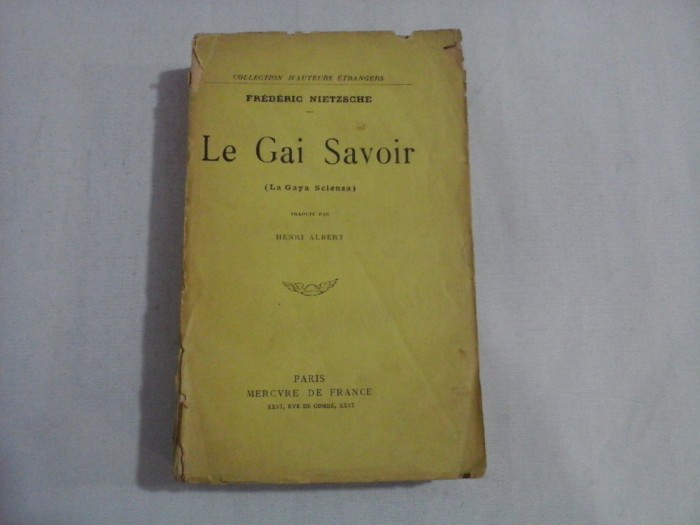 COLLECTION D'AUTEURS ÉTRANGERS
FRÉDÉRIC NIETZSCHE
Le Gai Savoir
(La Gaya Scienza)
TRADUIT PAR
HENRI ALBERT
PARIS
MERCVRE DE FRANCE
XXVI, RVE DE CONDÉ, XXVI